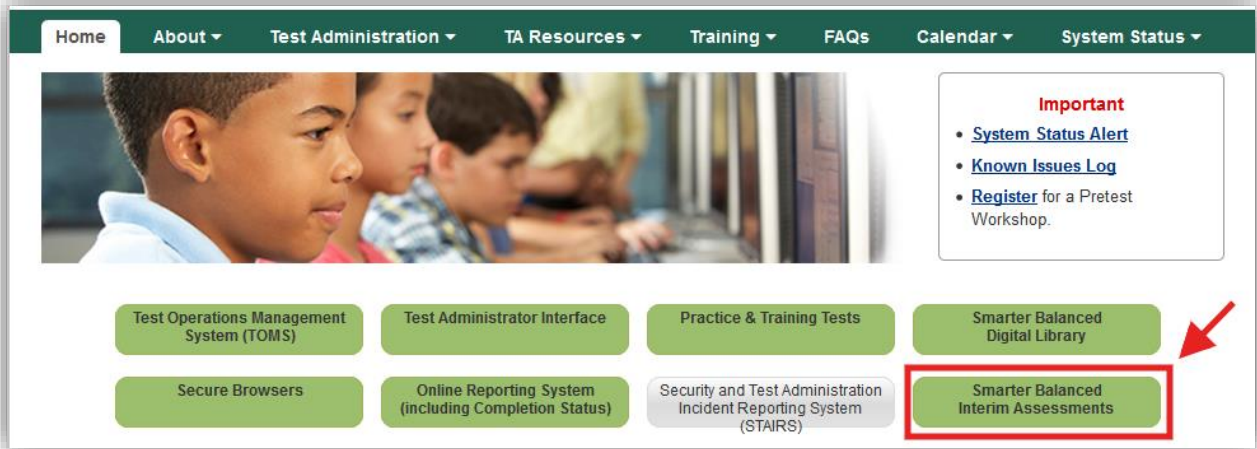 Home About Test Administration TA Resources Training FAQs Calendar System Status
Important
• System Status Alert
• Known Issues Log
• Register for a Pretest
Workshop.
Test Operations Management
System (TOMS)
Test Administrator Interface
Practice & Training Tests
Smarter Balanced
Digital Library
Secure Browsers
Online Reporting System
(including Completion Status)
Security and Test Administration
Incident Reporting System
(STAIRS)
Smarter Balanced
Interim Assessments